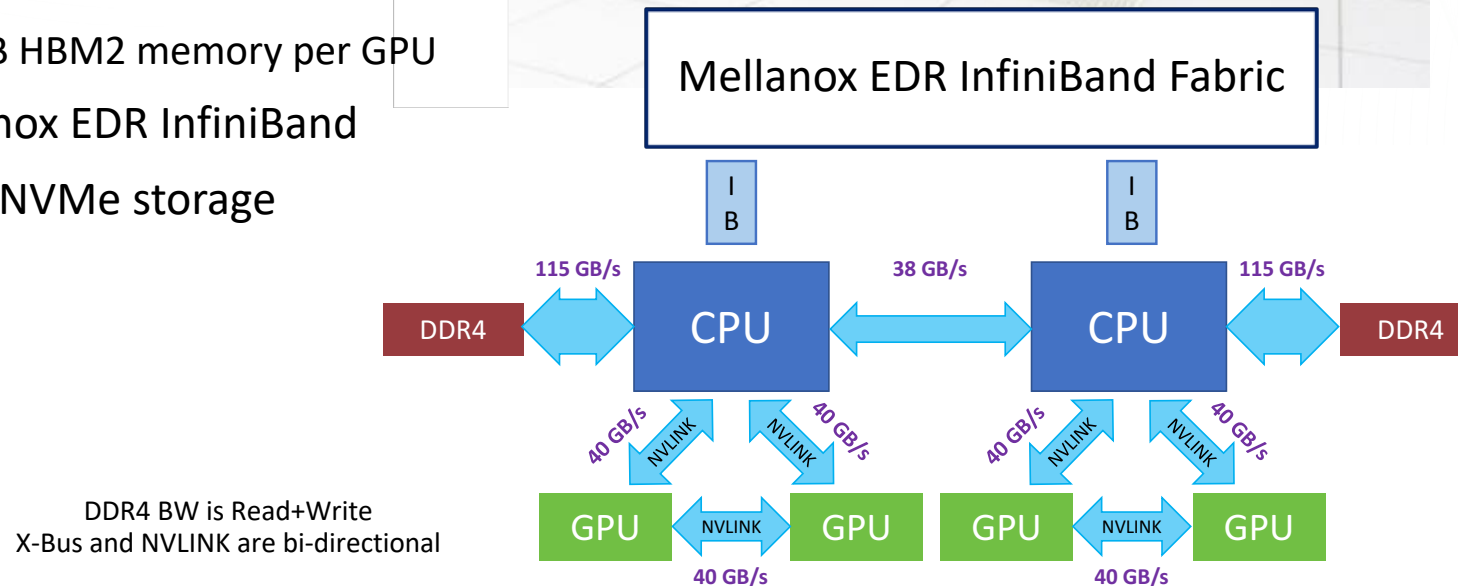 HBM2 memory per GPU
EDR InfiniBand
NVMe storage
Mellanox EDR InfiniBand Fabric
I
B
I
B
115 GB/s
38 GB/s
115 GB/s
DDR4
CPU
CPU
DDR4
40 GB/s
NVLINK
NVLINK
40 GB/s
40 GB/s
NVLINK
NVLINK
40 GB/s
GPU
NVLINK
GPU
GPU
NVLINK
GPU
40 GB/s
40 GB/s
DDR4 BW is Read+Write
X-Bus and NVLINK are bi-directional